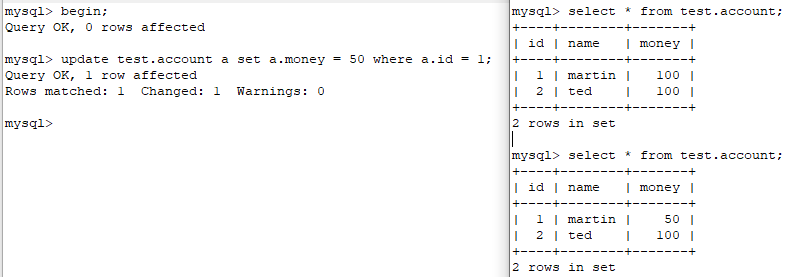 mysql> begin;
Query OK, 0 rows affected
mysql> update test.account a set a.money = 50 where a.id = 1;
Query OK, 1 row affected
Rows matched: 1  Changed: 1  Warnings: 0
mysql>
mysql> select * from test.account;
+----+--------+-------+
| id | name   | money |
+----+--------+-------+
|  1 | martin |   100 |
|  2 | ted    |   100 |
+----+--------+-------+
2 rows in set
mysql> select * from test.account;
+----+--------+-------+
| id | name   | money |
+----+--------+-------+
|  1 | martin |    50 |
|  2 | ted    |   100 |
+----+--------+-------+
2 rows in set